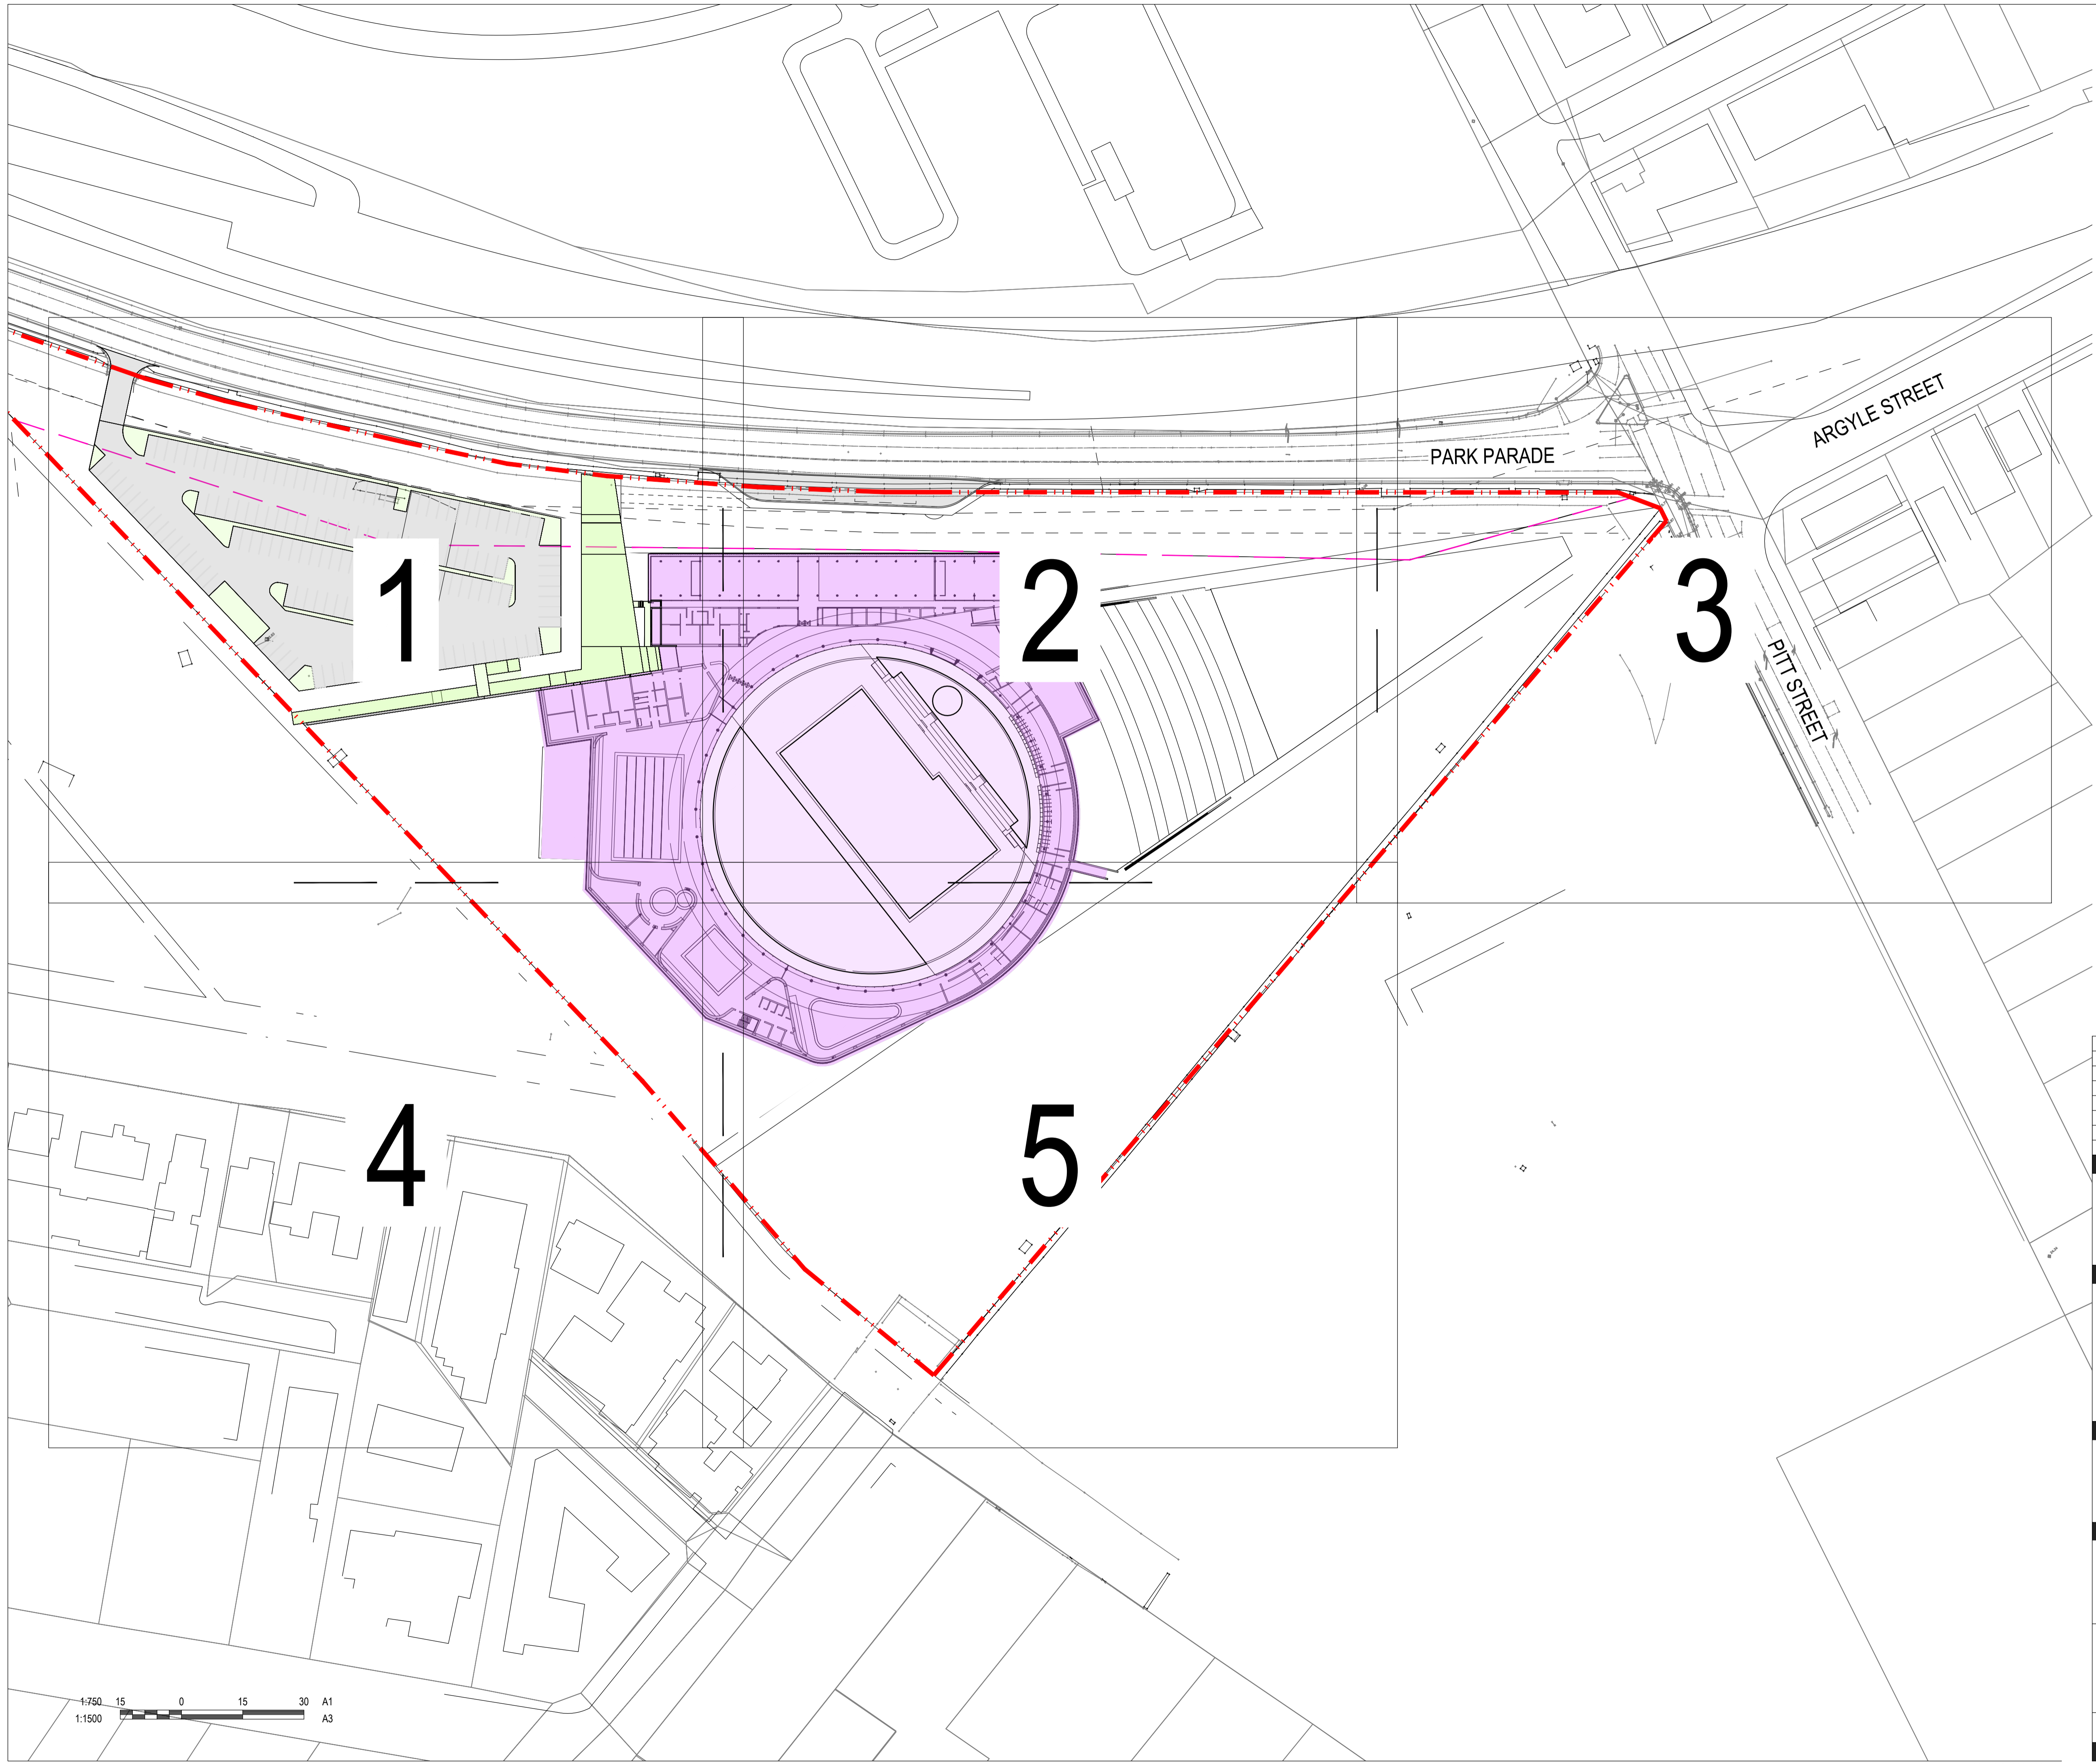 ARGYLE STREET
PARK PARADE
1
2
3
PITT STREET
4
5
1:750 15 0 15 30 A1
1:1500 A3